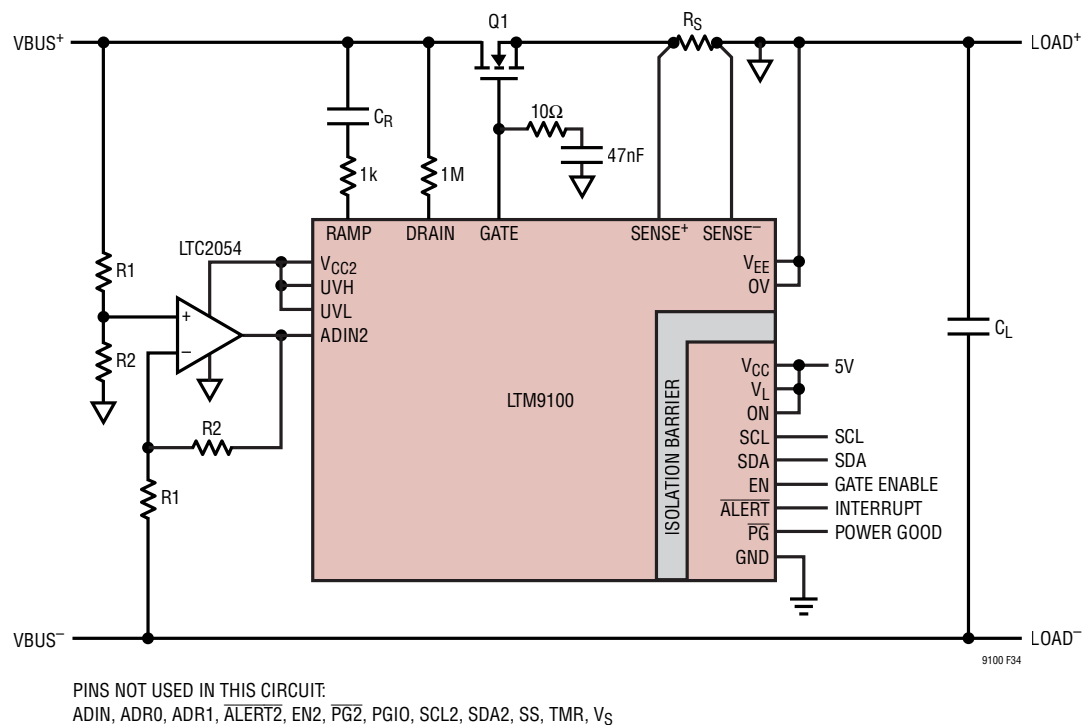 VBUS+
Q1
RS
LOAD+
CR
1k
1M
10Ω
47nF
RAMP
DRAIN
GATE
SENSE+
SENSE–
LTC2054
R1
R2
+
–
VCC2
UVH
UVL
ADIN2
VEE
OV
CL
LTM9100
ISOLATION BARRIER
VCC
5V
VL
ON
SCL
SCL
SDA
SDA
EN
GATE ENABLE
ALERT
INTERRUPT
PG
POWER GOOD
GND
R2
R1
VBUS–
LOAD–
9100 F34
PINS NOT USED IN THIS CIRCUIT:
ADIN, ADR0, ADR1, ALERT2, EN2, PG2, PGIO, SCL2, SDA2, SS, TMR, VS